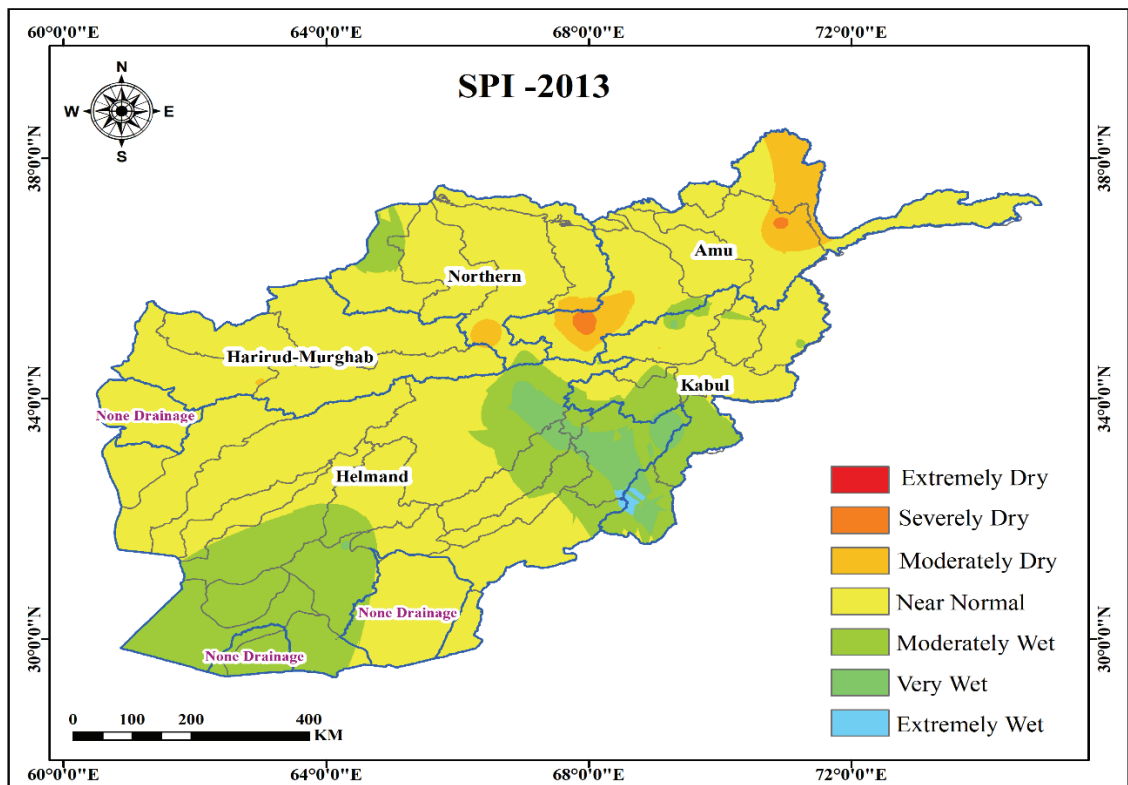 60°0'0"E 64°0'0"E 68°0'0"E 72°0'0"E
SPI -2013
N
W E
S
38°0'0"N 38°0'0"N
Amu
Northern
Harirud-Murghab
Kabul
34°0'0"N 34°0'0"N
None Drainage
Helmand
Extremely Dry
Severely Dry
Moderately Dry
Near Normal
None Drainage
30°0'0"N 30°0'0"N
Moderately Wet
None Drainage
Very Wet
Extremely Wet
0 100 200 400
KM
60°0'0"E 64°0'0"E 68°0'0"E 72°0'0"E